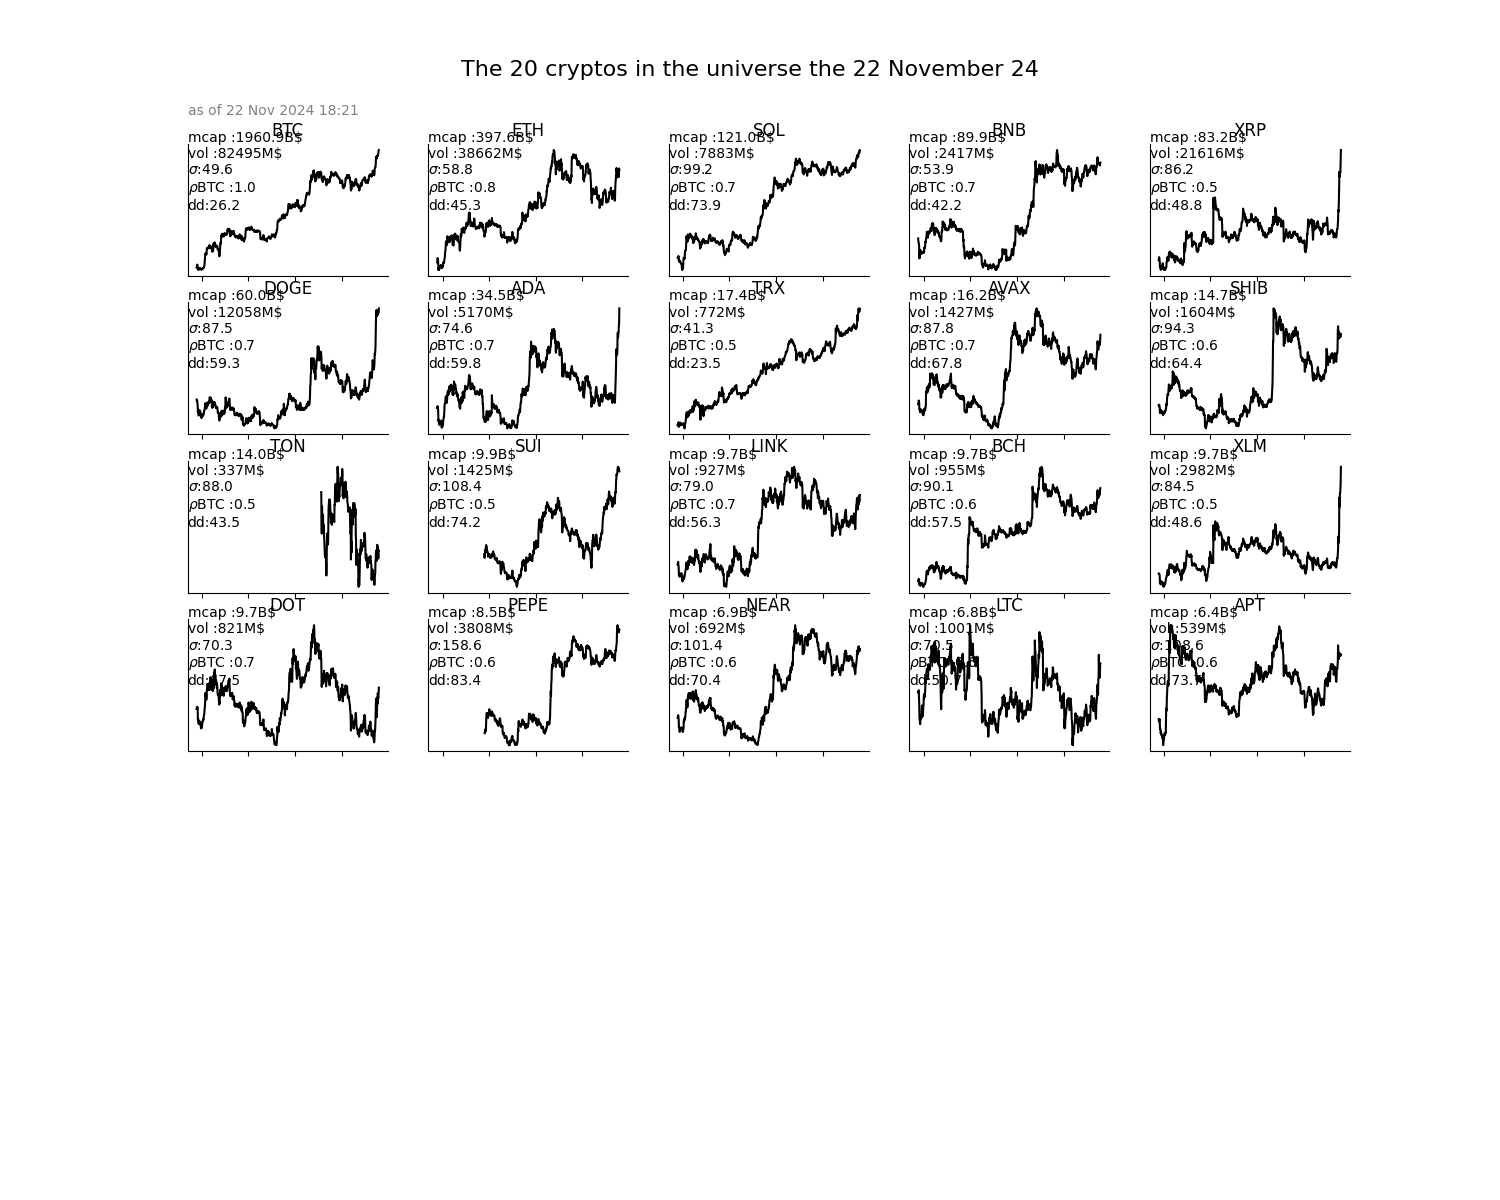 The 20 cryptos in the universe the 22 November 24
as of 22 Nov 2024 18:21
BTC
mcap :1960.9B$
vol :82495M$
σ:49.6
ρBTC :1.0
dd:26.2
ETH
mcap :397.6B$
vol :38662M$
σ:58.8
ρBTC :0.8
dd:45.3
SOL
mcap :121.0B$
vol :7883M$
σ:99.2
ρBTC :0.7
dd:73.9
BNB
mcap :89.9B$
vol :2417M$
σ:53.9
ρBTC :0.7
dd:42.2
XRP
mcap :83.2B$
vol :21616M$
σ:86.2
ρBTC :0.5
dd:48.8
DOGE
mcap :60.0B$
vol :12058M$
σ:87.5
ρBTC :0.7
dd:59.3
ADA
mcap :34.5B$
vol :5170M$
σ:74.6
ρBTC :0.7
dd:59.8
TRX
mcap :17.4B$
vol :772M$
σ:41.3
ρBTC :0.5
dd:23.5
AVAX
mcap :16.2B$
vol :1427M$
σ:87.8
ρBTC :0.7
dd:67.8
SHIB
mcap :14.7B$
vol :1604M$
σ:94.3
ρBTC :0.6
dd:64.4
TON
mcap :14.0B$
vol :337M$
σ:88.0
ρBTC :0.5
dd:43.5
SUI
mcap :9.9B$
vol :1425M$
σ:108.4
ρBTC :0.5
dd:74.2
LINK
mcap :9.7B$
vol :927M$
σ:79.0
ρBTC :0.7
dd:56.3
BCH
mcap :9.7B$
vol :955M$
σ:90.1
ρBTC :0.6
dd:57.5
XLM
mcap :9.7B$
vol :2982M$
σ:84.5
ρBTC :0.5
dd:48.6
DOT
mcap :9.7B$
vol :821M$
σ:70.3
ρBTC :0.7
PEPE
mcap :8.5B$
vol :3808M$
σ:158.6
ρBTC :0.6
dd:83.4
NEAR
mcap :6.9B$
vol :692M$
σ:101.4
ρBTC :0.6
dd:70.4
LTC
mcap :6.8B$
vol :1001M$
APT
mcap :6.4B$
vol :539M$
ρBTC :0.6